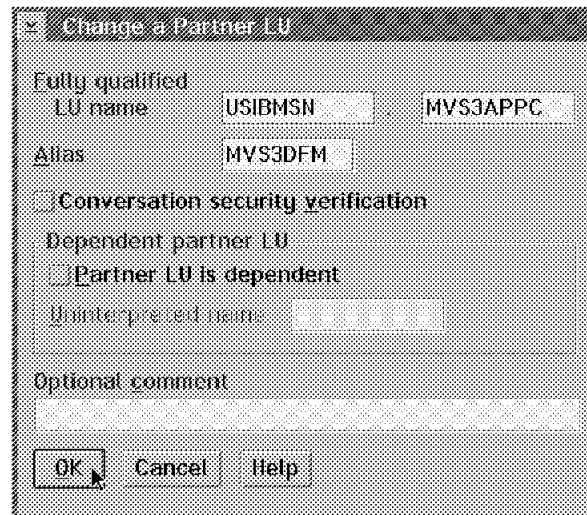 Change a Partner LU
Fully qualified
LU name USIBMSN . MVS3APPC
Alias MVS3DFM
Conversation security verification
Dependent partner LU
Partner LU is dependent
Uninterpreted name
Optional comment
OK Cancel Help